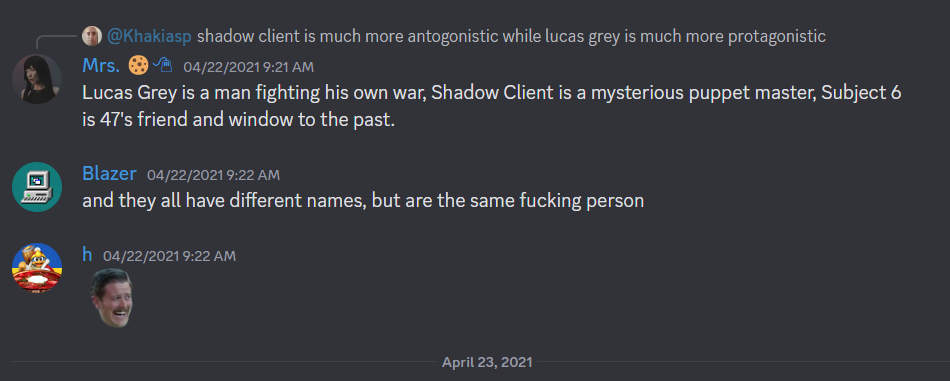 @Khakiasp shadow client is much more antogonistic while lucas grey is much more protagonistic
Mrs. 🍪 🖱️ 04/22/2021 9:21 AM
Lucas Grey is a man fighting his own war, Shadow Client is a mysterious puppet master, Subject 6
is 47's friend and window to the past.
Blazer 04/22/2021 9:22 AM
and they all have different names, but are the same fucking person
h 04/22/2021 9:22 AM
April 23, 2021